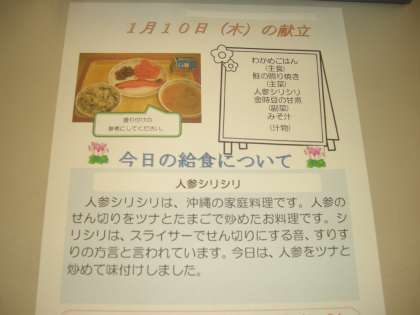 1月10日(木)の献立
わかめごはん
(主食)
鮭の照り焼き
(主菜)
人参シリシリ
金時豆の甘煮
(副菜)
みそ汁
(汁物)
盛り付けの
参考にしてください。
今日の給食について
人参シリシリ
人参シリシリは、沖縄の家庭料理です。人参の
せん切りをツナとたまごで炒めたお料理です。シ
リシリは、スライサーでせん切りにする音、すりす
りの方言と言われています。今日は、人参をツナと
炒めて味付けしました。